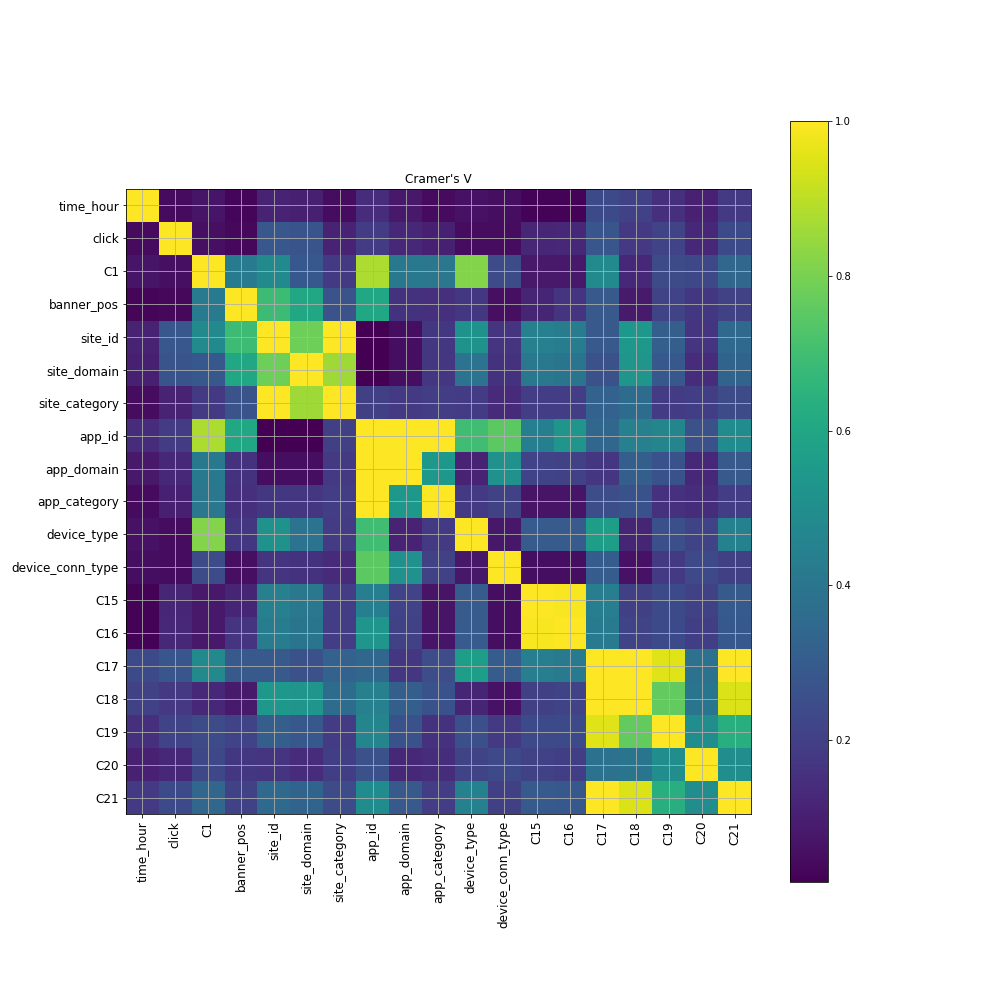 Cramer's V
time_hour
click
C1
banner_pos
site_id
site_domain
site_category
app_id
app_domain
app_category
device_type
device_conn_type
C15
C16
C17
C18
C19
C20
C21
time_hour
click
C1
banner_pos
site_id
site_domain
site_category
app_id
app_domain
app_category
device_type
device_conn_type
C15
C16
C17
C18
C19
C20
C21
1.0
0.8
0.6
0.4
0.2